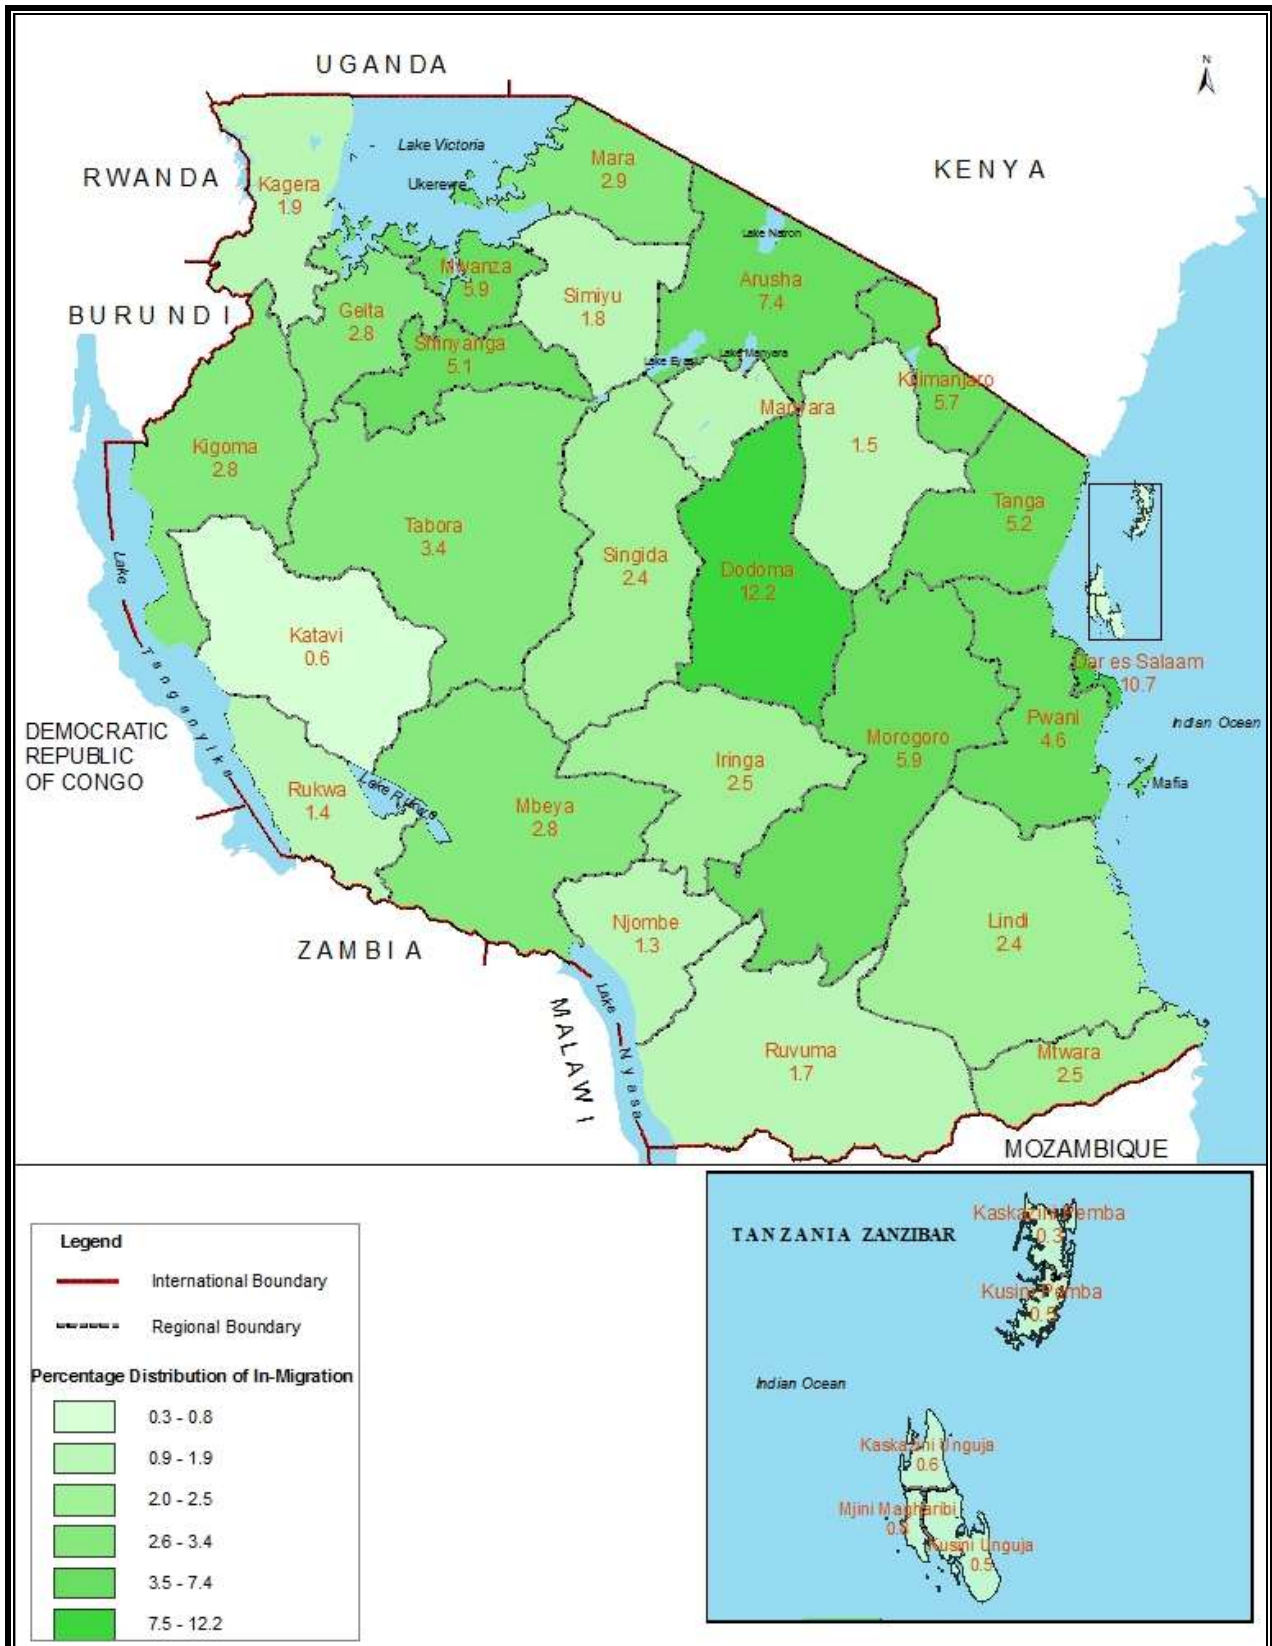 UGANDA
N
Lake Victoria
RWANDA
Ukerevre
Mara
2.9
KENYA
Kagera
1.9
Lake Natron
Mwanza
5.9
Arusha
7.4
BURUNDI
Geita
2.8
Simiyu
1.8
Shinyanga
5.1
Lake Eyasi
Lake Manyara
Kilimanjaro
5.7
Manyara
1.5
Kigoma
2.8
Tabora
3.4
Tanga
5.2
Singida
2.4
Dodoma
12.2
Lake Tanganyika
Katavi
0.6
Dar es Salaam
10.7
DEMOCRATIC
REPUBLIC
OF CONGO
Pwani
4.6
Indian Ocean
Morogoro
5.9
Iringa
2.5
Mafia
Rukwa
1.4
Lake Rukwa
Mbeya
2.8
Njombe
1.3
Lindi
2.4
ZAMBIA
MALAWI
Lake Nyasa
Ruvuma
1.7
Mtwara
2.5
MOZAMBIQUE
Legend
International Boundary
Regional Boundary
Percentage Distribution of In-Migration
0.3 - 0.8
0.9 - 1.9
2.0 - 2.5
2.6 - 3.4
3.5 - 7.4
7.5 - 12.2
TANZANIA ZANZIBAR
Kaskazini Pemba
0.3
Kusini Pemba
0.5
Indian Ocean
Kaskazini Unguja
0.6
Mjini Magharibi
Kusini Unguja
0.5